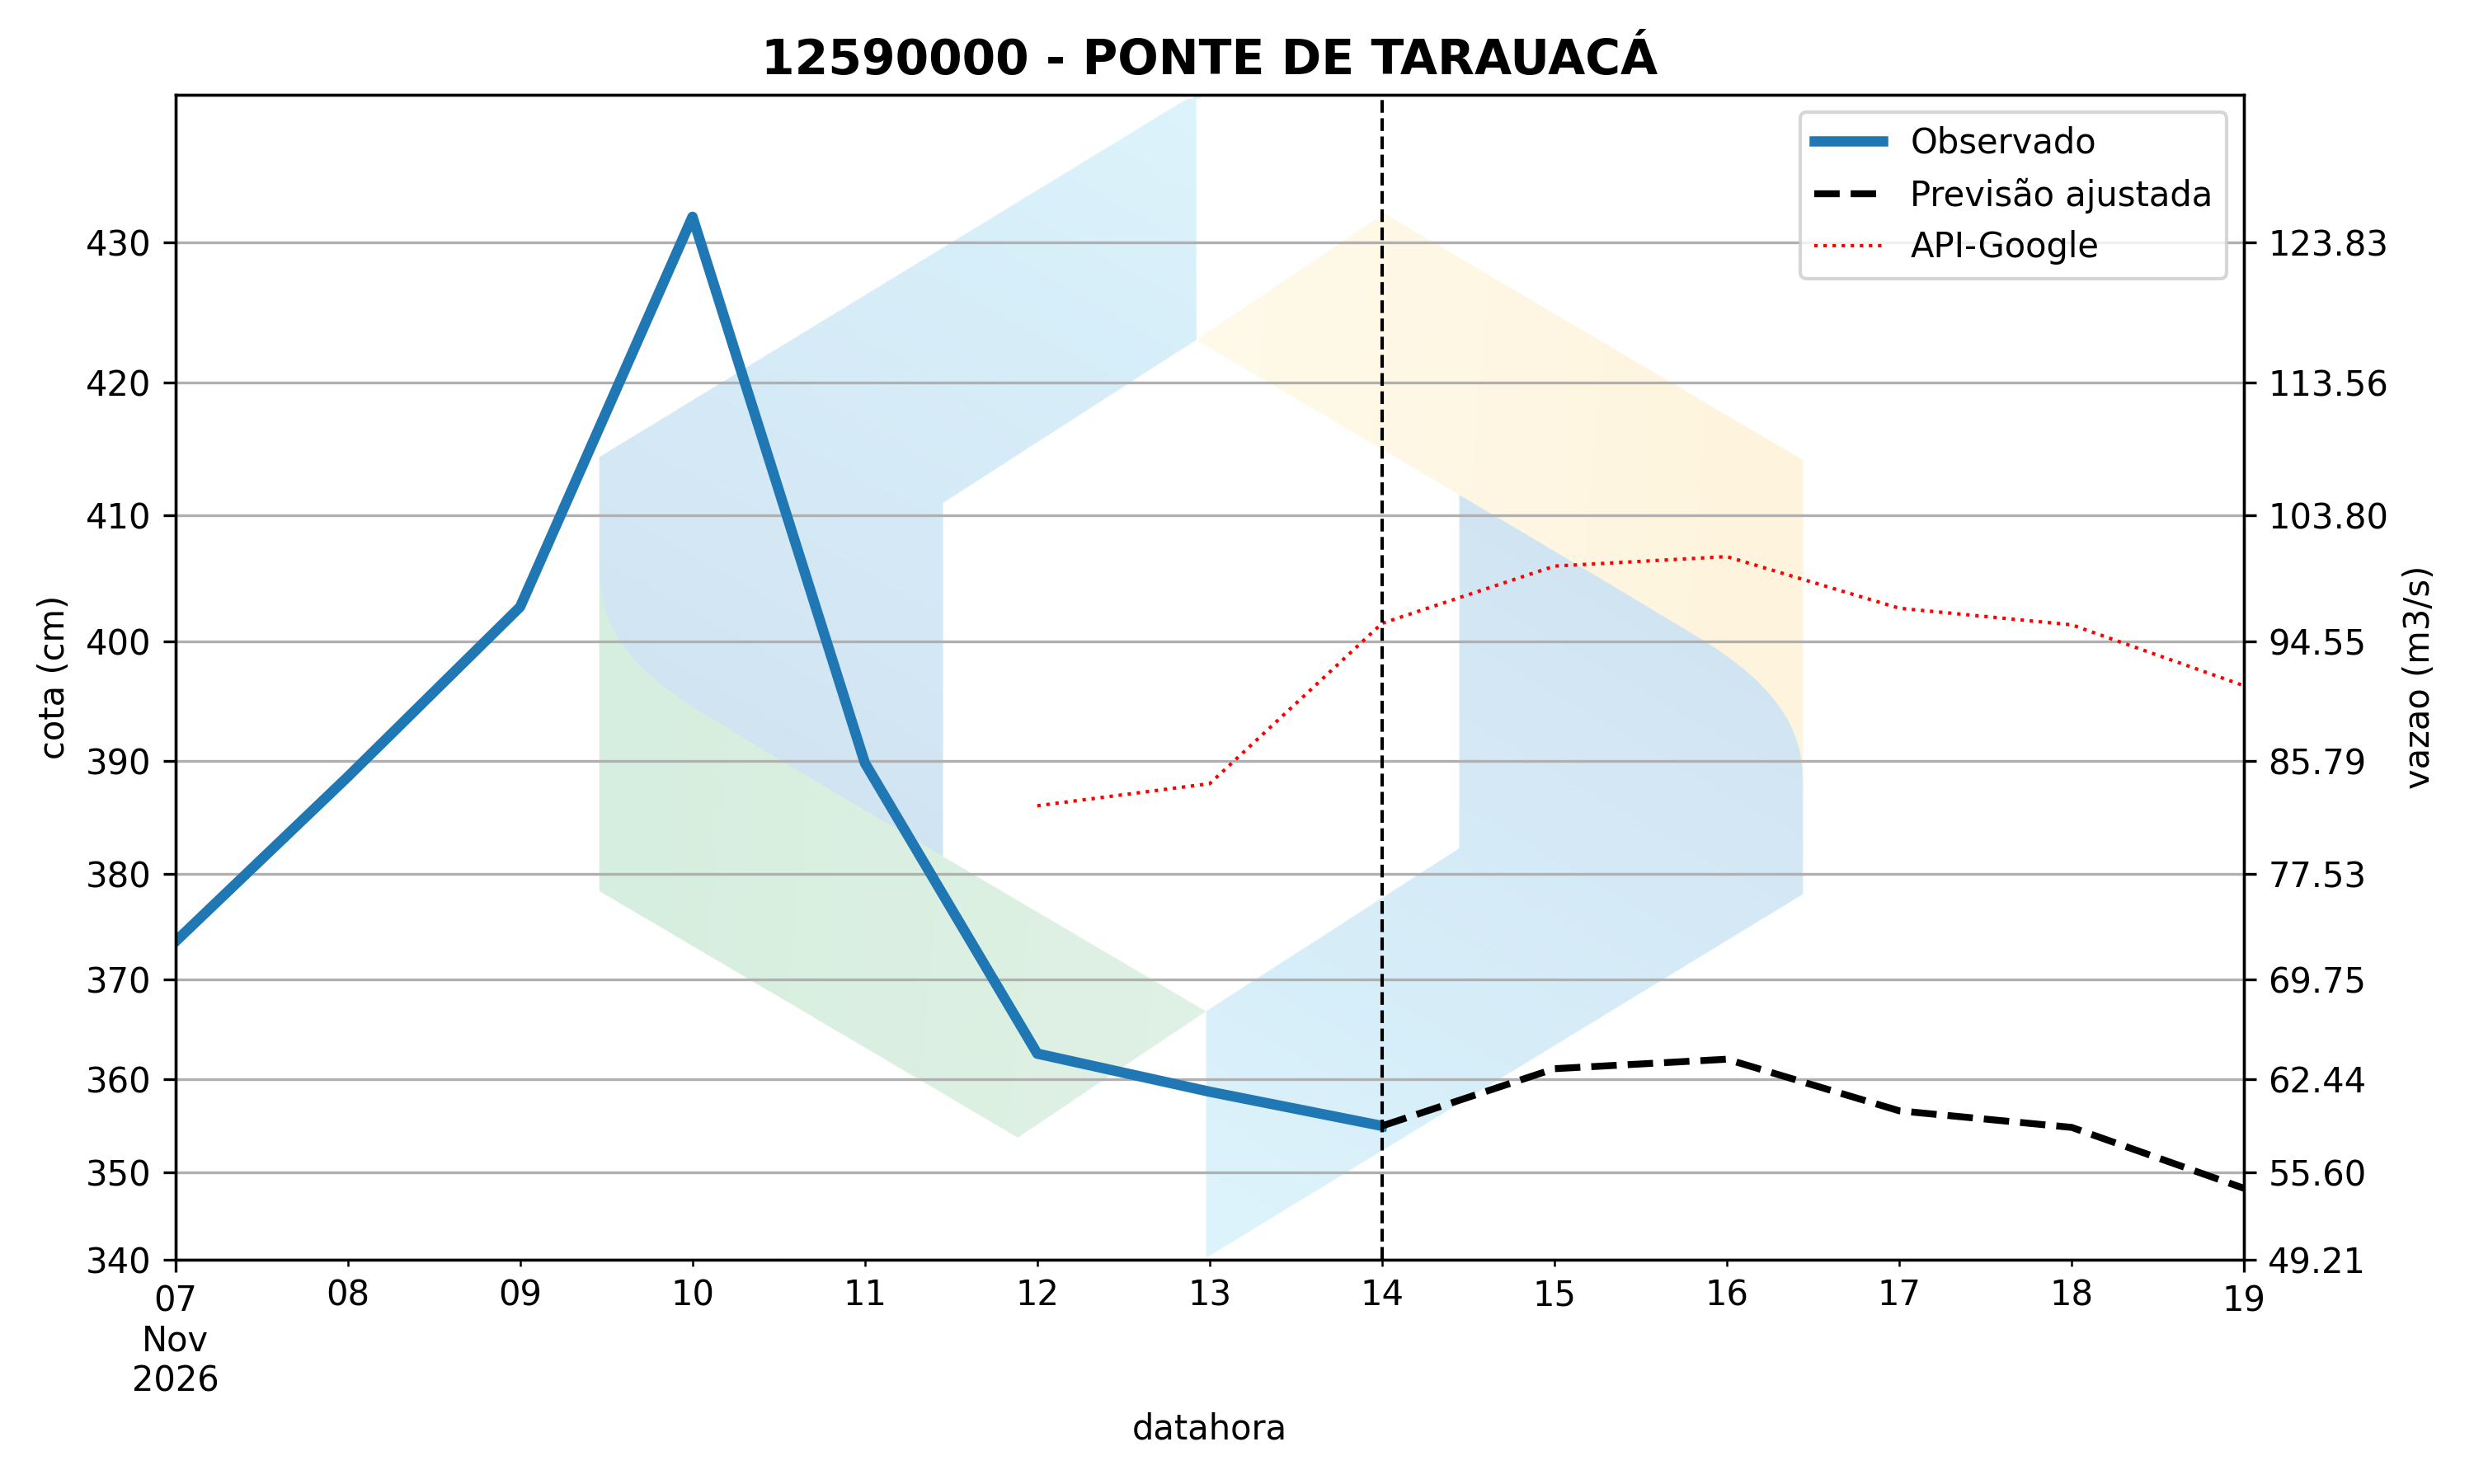 12590000 - PONTE DE TARAUACÁ
Observado
Previsão ajustada
API-Google
cota (cm)
430
420
410
400
390
380
370
360
350
340
123.83
113.56
103.80
94.55
85.79
77.53
69.75
62.44
55.60
49.21
vazao (m3/s)
07 08 09 10 11 12 13 14 15 16 17 18 19
Nov
2026
datahora